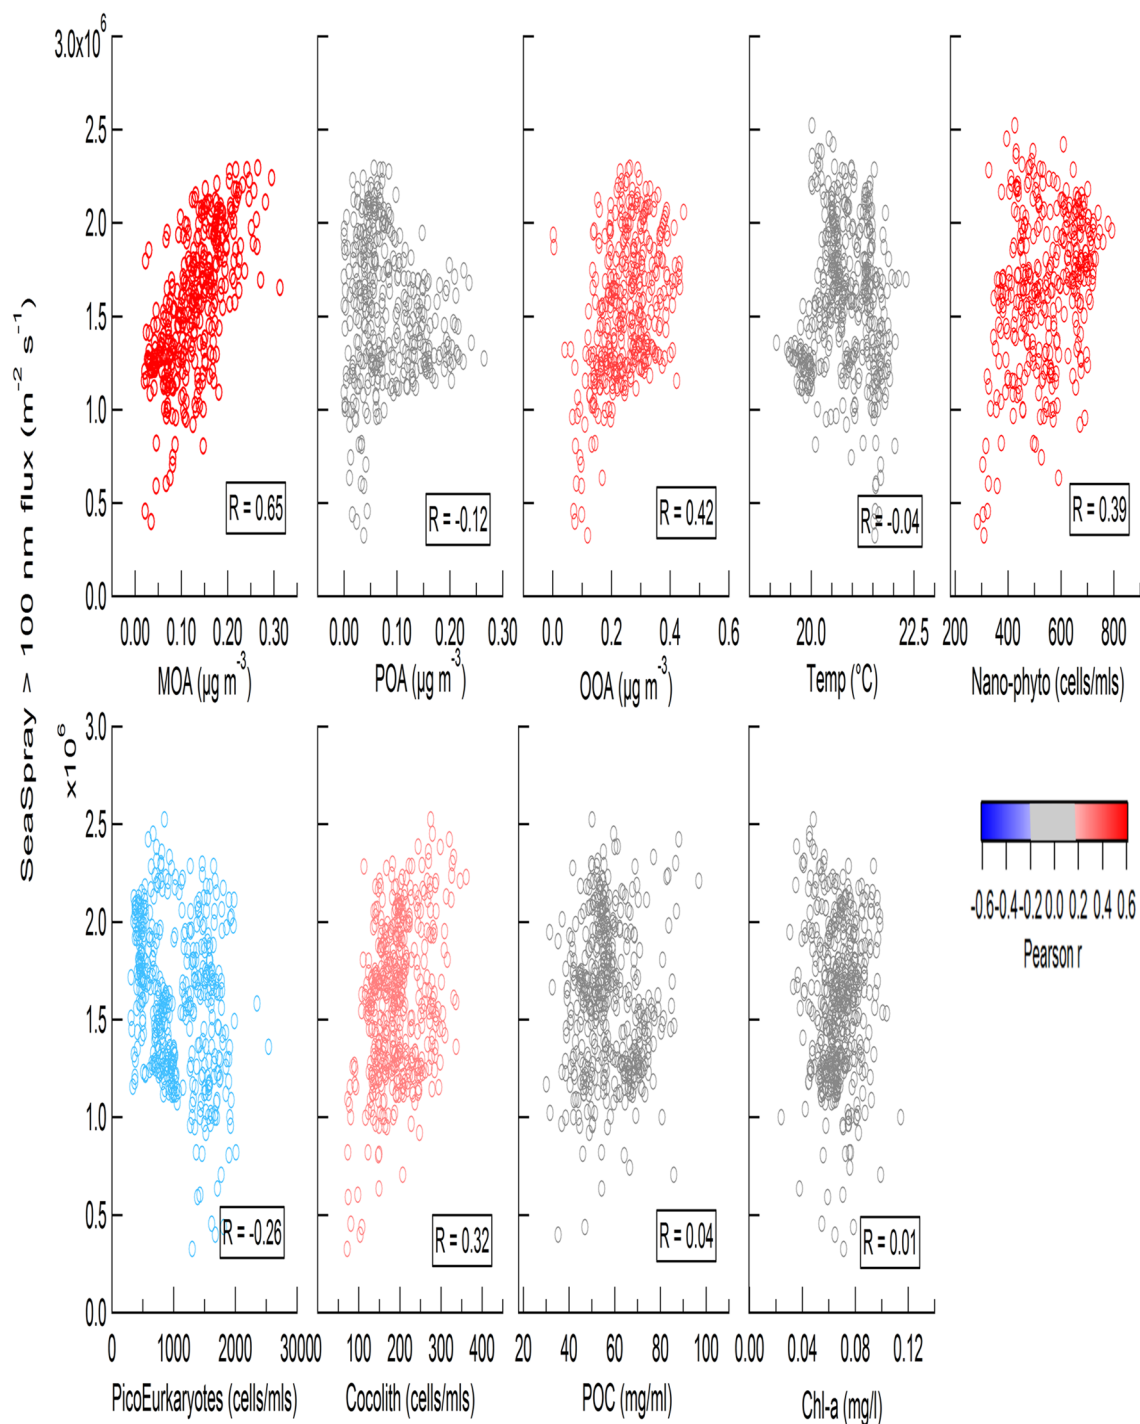 SeaSpray > 100 nm flux (m⁻² s⁻¹)
3.0x10⁶
2.5
2.0
1.5
1.0
0.5
0.0
R = 0.65
R = -0.12
R = 0.42
R = -0.04
R = 0.39
0.00 0.10 0.20 0.30
0.00 0.10 0.20 0.30
0.0 0.2 0.4 0.6
20.0 22.5
200 400 600 800
MOA (µg m⁻³)
POA (µg m⁻³)
OOA (µg m⁻³)
Temp (°C)
Nano-phyto (cells/mls)
x10⁶
3.0
2.5
2.0
1.5
1.0
0.5
0.0
R = -0.26
R = 0.32
R = 0.04
R = 0.01
0 1000 2000 3000
0 100 200 300 400
20 40 60 80 100
0.00 0.04 0.08 0.12
PicoEurkaryotes (cells/mls)
Cocolith (cells/mls)
POC (mg/ml)
Chl-a (mg/l)
-0.6 -0.4 -0.2 0.0 0.2 0.4 0.6
Pearson r